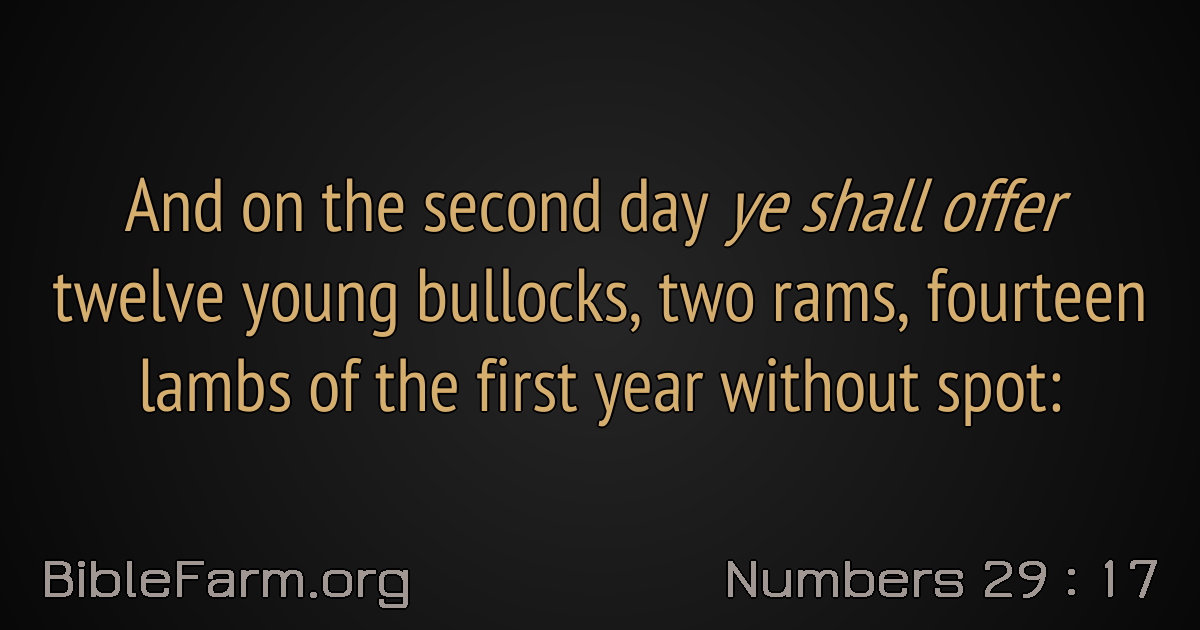 And on the second day ye shall offer
twelve young bullocks, two rams, fourteen
lambs of the first year without spot:
BibleFarm.org
Numbers 29 : 17